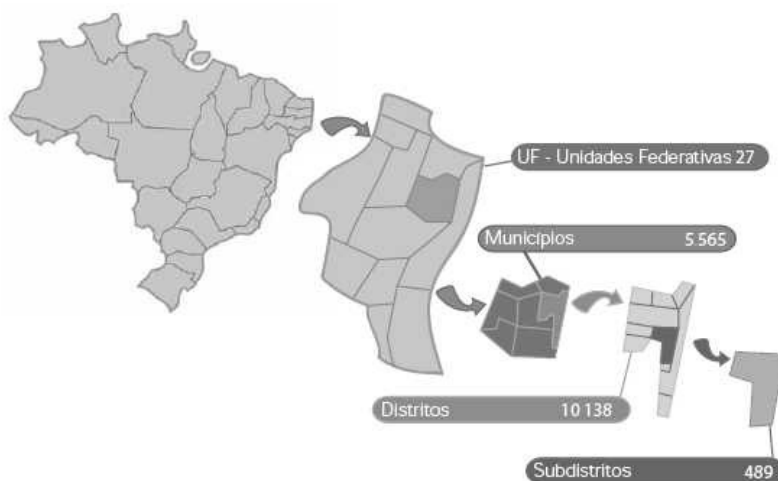 UF - Unidades Federativas 27
Municípios 5 565
Distritos 10 138
Subdistritos 489